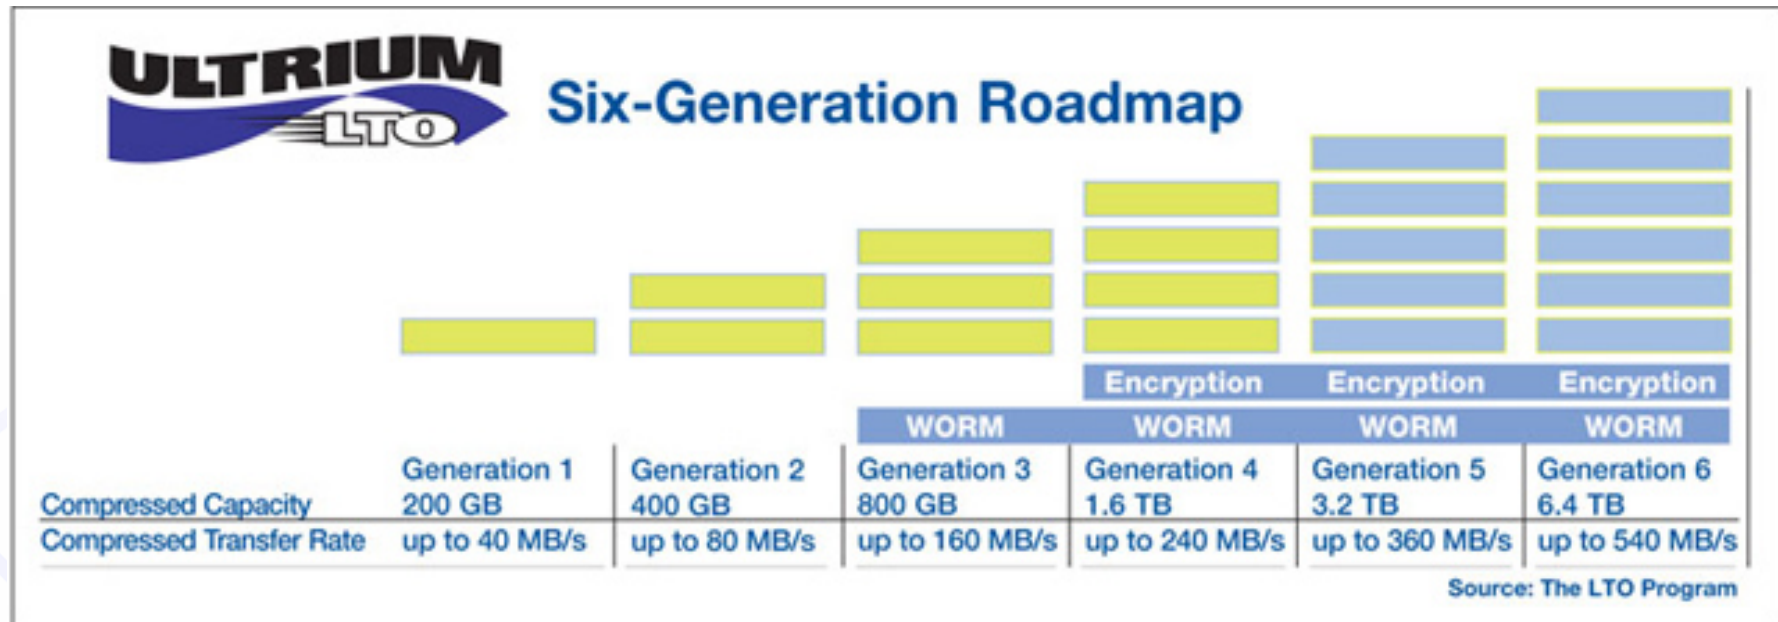 ULTRIUM
LTO
Six-Generation Roadmap
Encryption Encryption Encryption
WORM WORM WORM WORM
Generation 1 Generation 2 Generation 3 Generation 4 Generation 5 Generation 6
Compressed Capacity 200 GB 400 GB 800 GB 1.6 TB 3.2 TB 6.4 TB
Compressed Transfer Rate up to 40 MB/s up to 80 MB/s up to 160 MB/s up to 240 MB/s up to 360 MB/s up to 540 MB/s
Source: The LTO Program